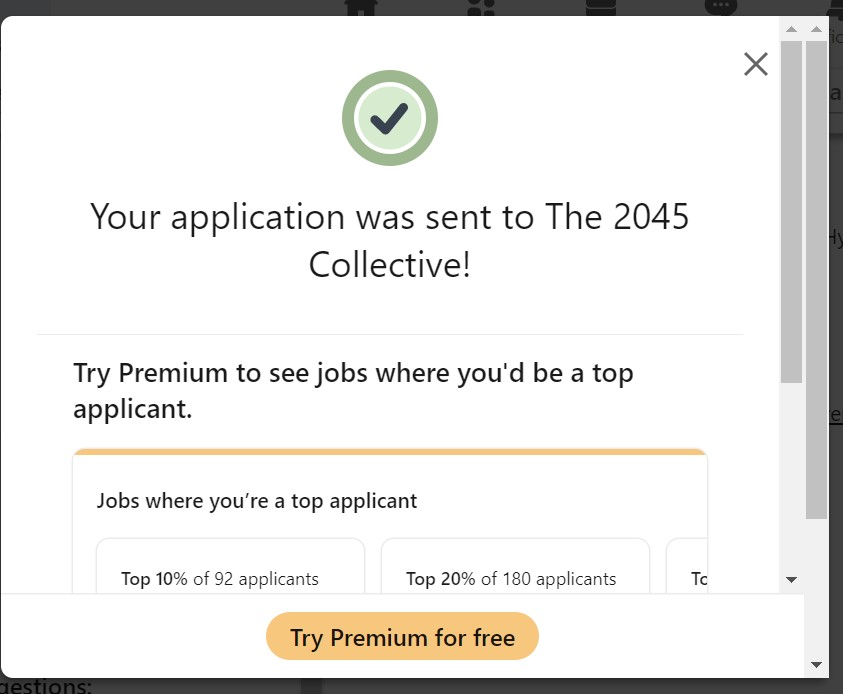 Your application was sent to The 2045
Collective!
Try Premium to see jobs where you'd be a top
applicant.
Jobs where you’re a top applicant
Top 10% of 92 applicants
Top 20% of 180 applicants
Try Premium for free